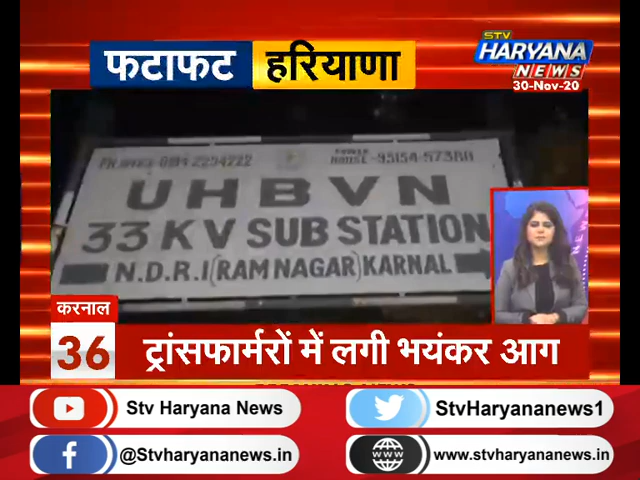 फटाफट हरियाणा
STV
HARYANA
NEWS
30-Nov-20
UHBVN
33 KV SUB STATION
N.D.R.I (RAM NAGAR) KARNAL
करनाल
36 ट्रांसफार्मरों में लगी भयंकर आग
Stv Haryana News
StvHaryananews1
@Stvharyananews.in
www.stvharyananews.in